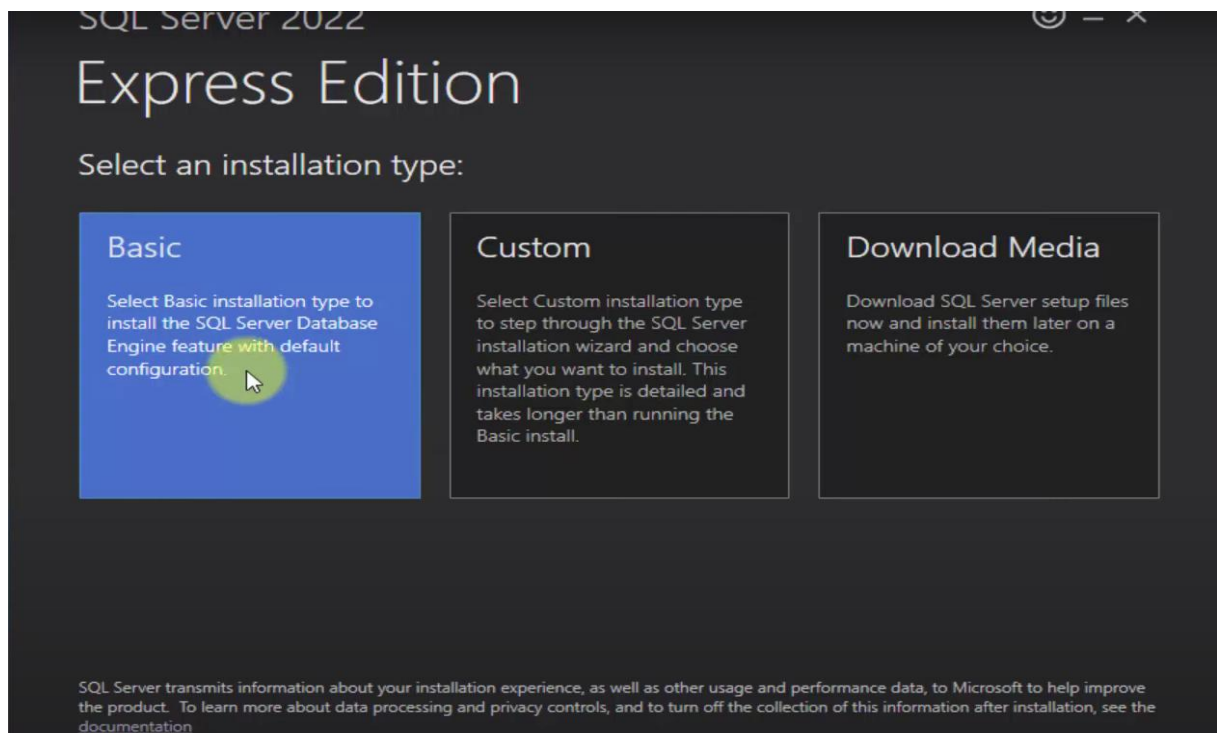 SQL Server 2022
Express Edition
Select an installation type:
Basic
Select Basic installation type to
install the SQL Server Database
Engine feature with default
configuration.
Custom
Select Custom installation type
to step through the SQL Server
installation wizard and choose
what you want to install. This
installation type is detailed and
takes longer than running the
Basic install.
Download Media
Download SQL Server setup files
now and install them later on a
machine of your choice.
SQL Server transmits information about your installation experience, as well as other usage and performance data, to Microsoft to help improve
the product. To learn more about data processing and privacy controls, and to turn off the collection of this information after installation, see the
documentation